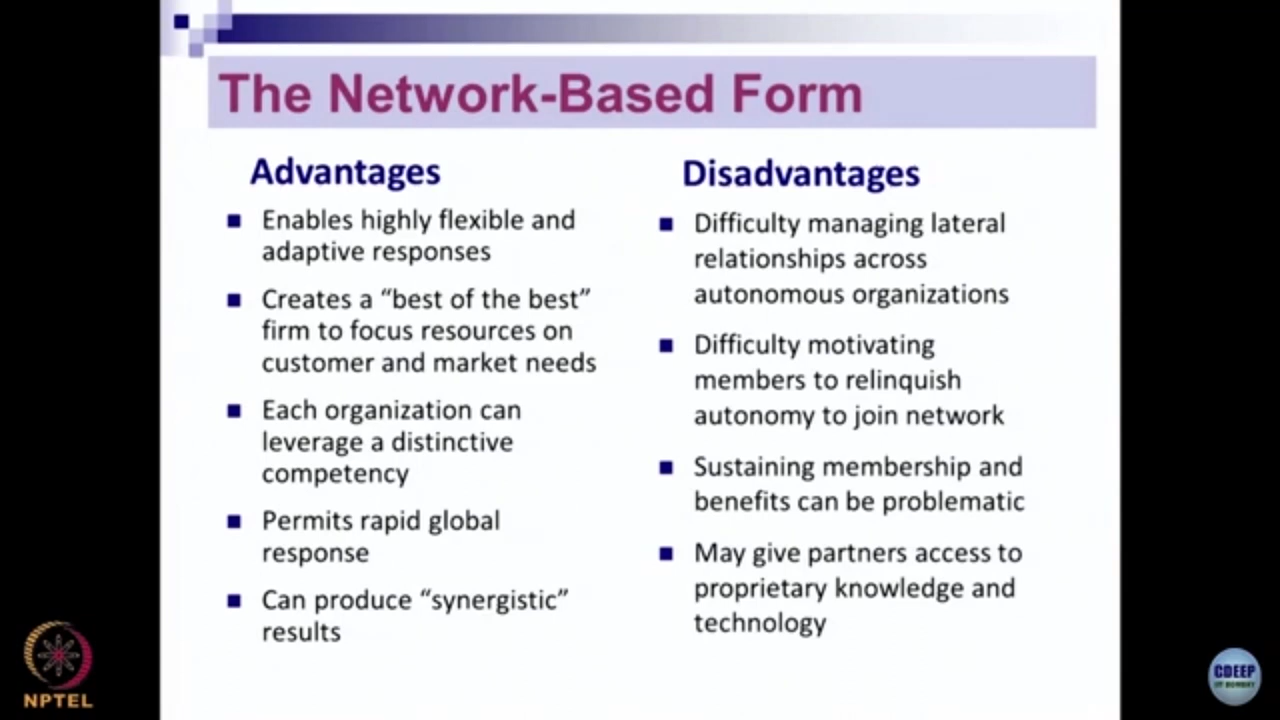 The Network-Based Form
Advantages
Enables highly flexible and
adaptive responses
Creates a “best of the best”
firm to focus resources on
customer and market needs
Each organization can
leverage a distinctive
competency
Permits rapid global
response
Can produce “synergistic”
results
Disadvantages
Difficulty managing lateral
relationships across
autonomous organizations
Difficulty motivating
members to relinquish
autonomy to join network
Sustaining membership and
benefits can be problematic
May give partners access to
proprietary knowledge and
technology
NPTEL
CDEEP
IIT BOMBAY